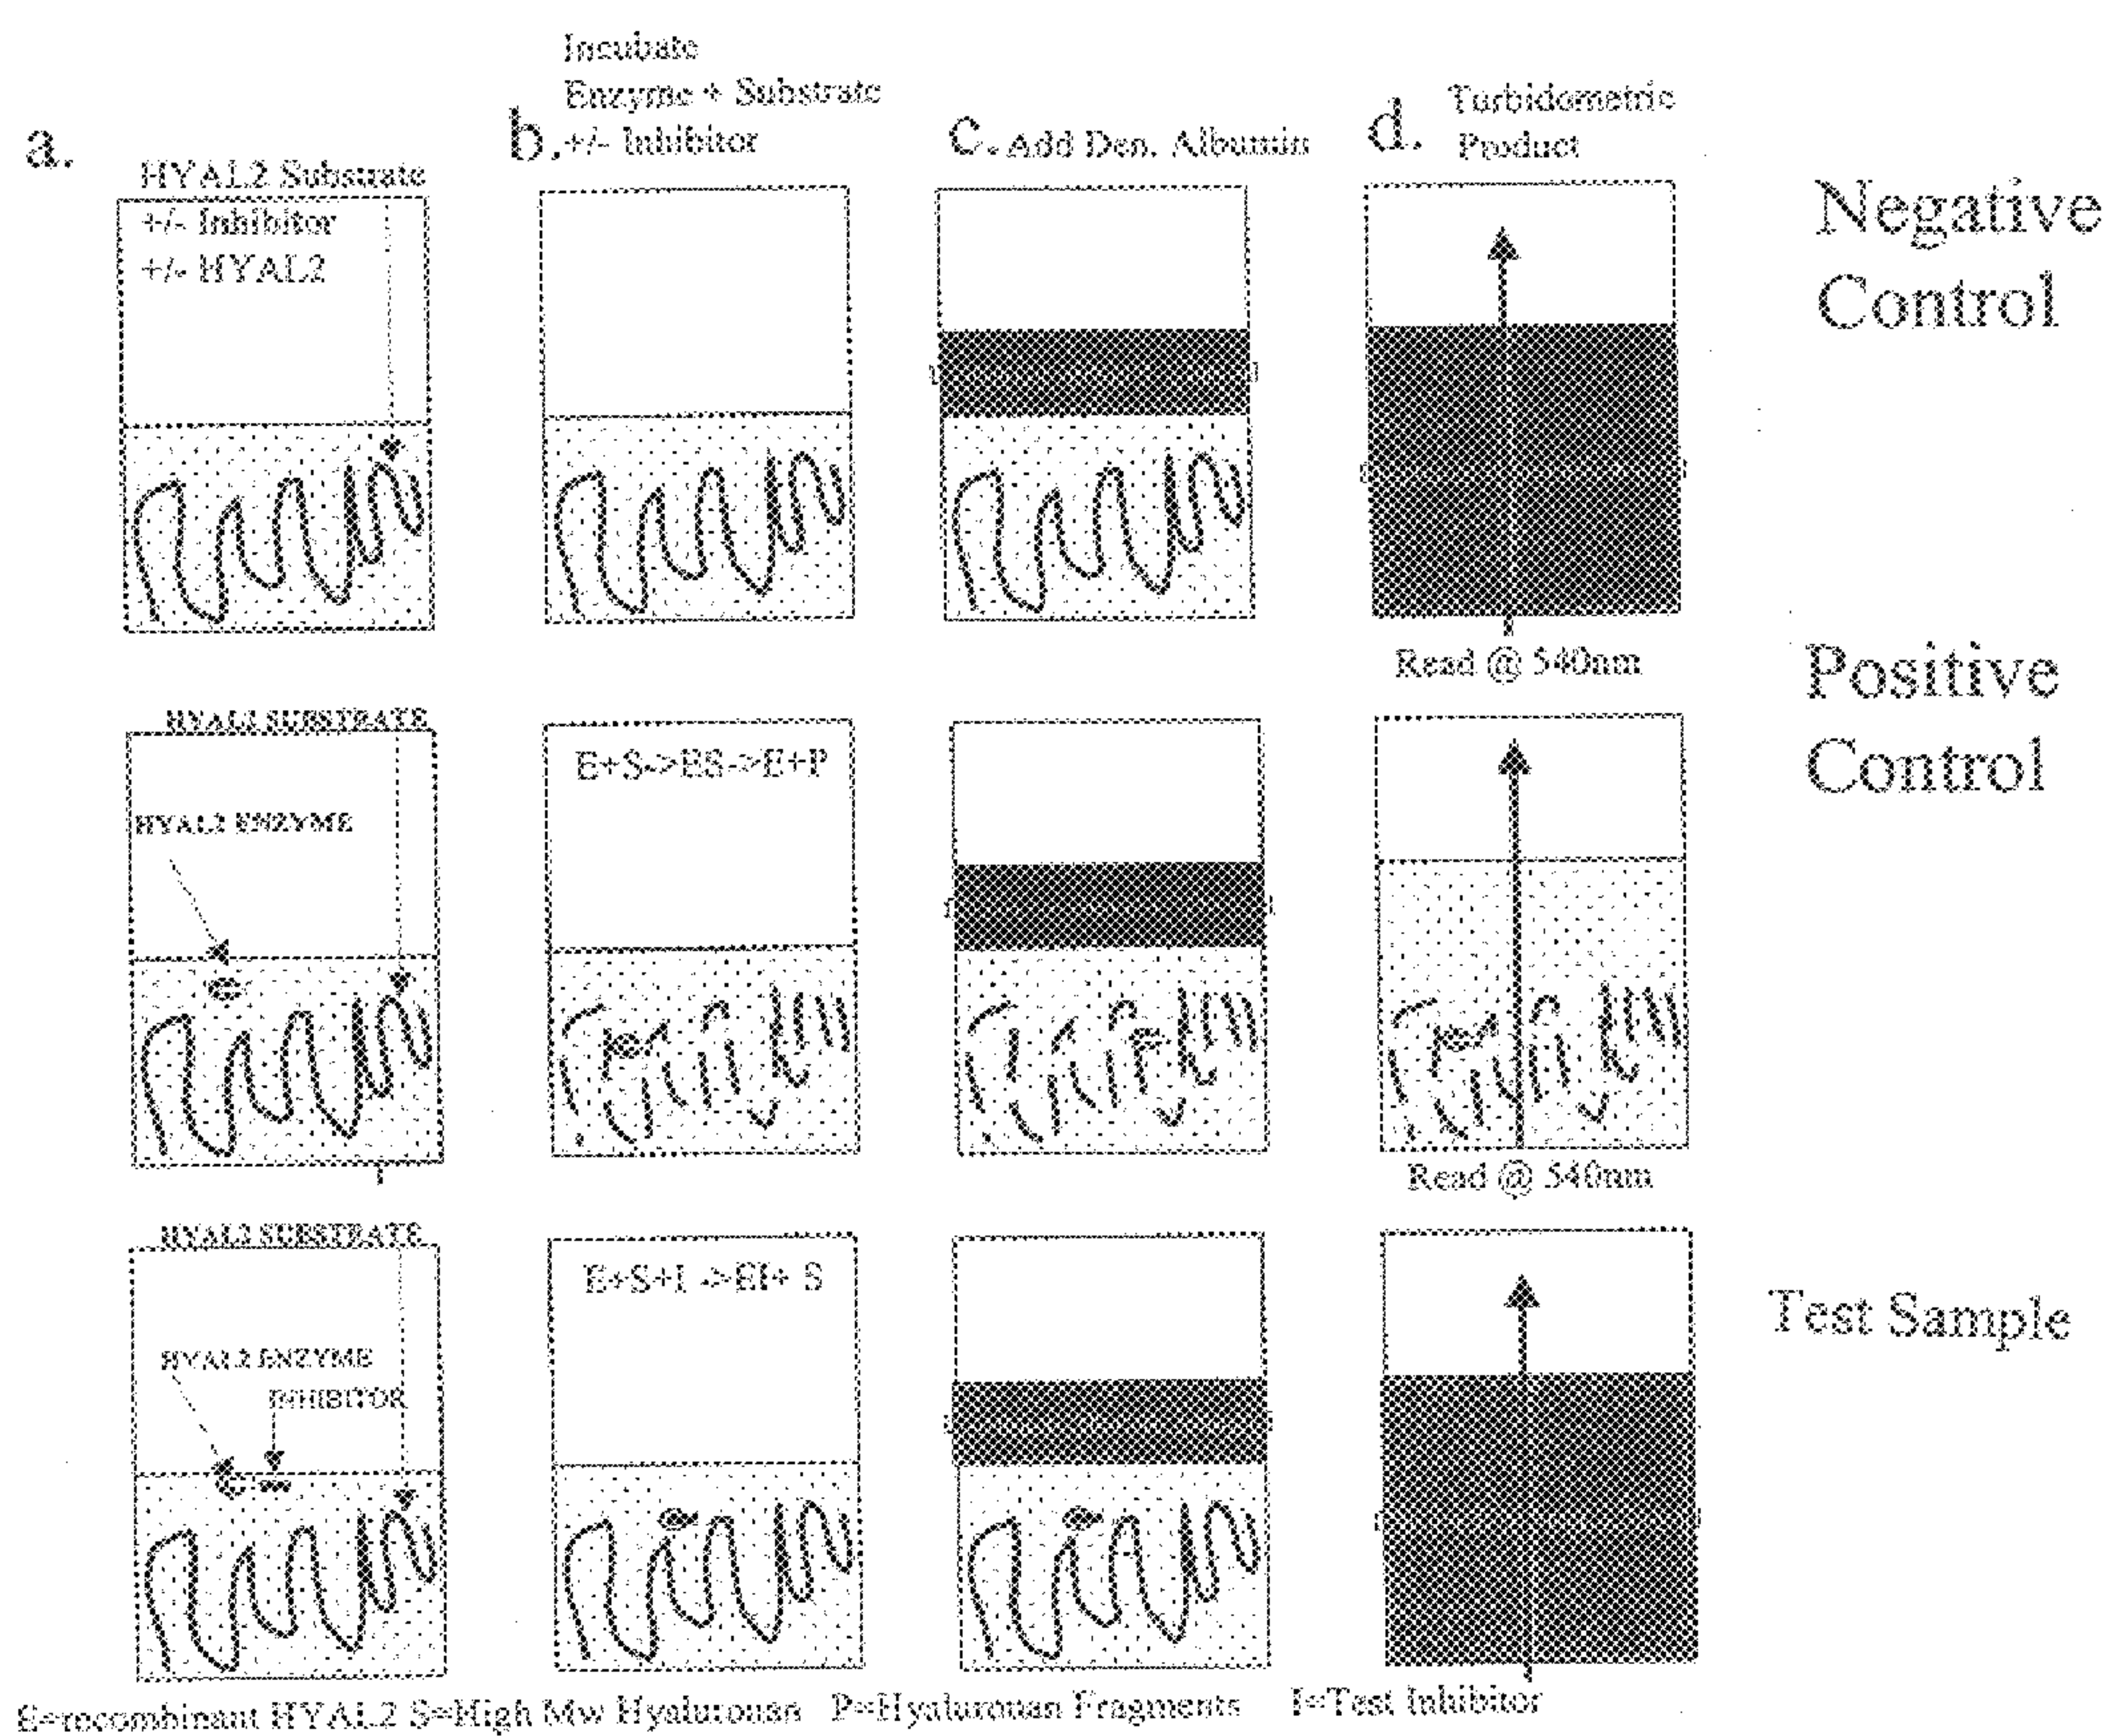 a.
HYAL2 Substrate
+/- Inhibitor
+/- HYAL2
b.
Incubate
Enzyme + Substrate
+/- Inhibitor
c. Add Den. Albumin
d.
Turbidometric
Product
Negative
Control
Read @ 540nm
HYAL2 SUBSTRATE
HYAL2 ENZYME
E+S->ES->E+P
Positive
Control
Read @ 540nm
HYAL2 SUBSTRATE
HYAL2 ENZYME
INHIBITOR
E+S+I ->EI+ S
Test Sample
E=recombinant HYAL2 S=High Mw Hyalurouan P=Hyalurouan Fragments I=Test Inhibitor